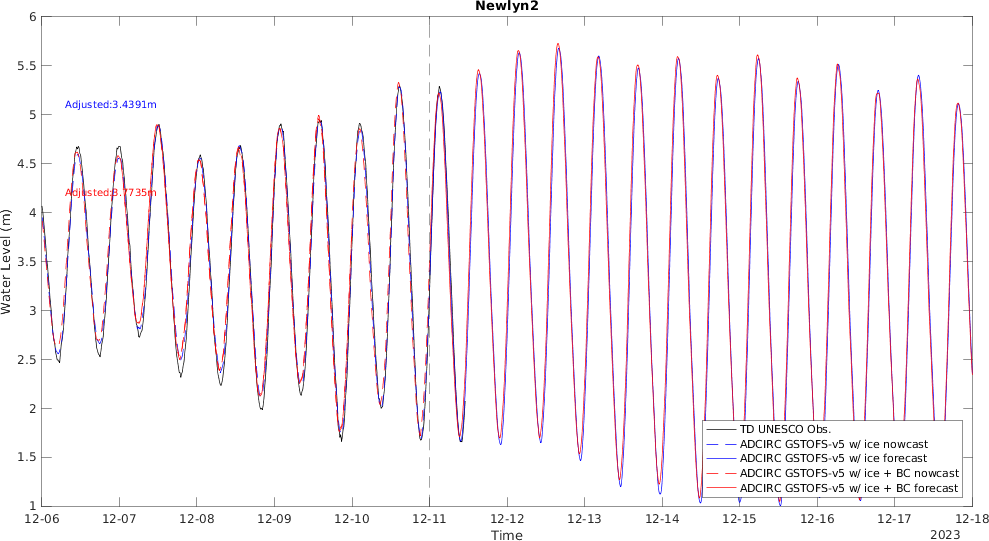 Newlyn2
6
5.5
5
4.5
4
3.5
3
2.5
2
1.5
1
Water Level (m)
Adjusted:3.4391m
Adjusted:3.7735m
TD UNESCO Obs.
ADCIRC GSTOFS-v5 w/ ice nowcast
ADCIRC GSTOFS-v5 w/ ice forecast
ADCIRC GSTOFS-v5 w/ ice + BC nowcast
ADCIRC GSTOFS-v5 w/ ice + BC forecast
12-06 12-07 12-08 12-09 12-10 12-11 12-12 12-13 12-14 12-15 12-16 12-17 12-18
Time
2023